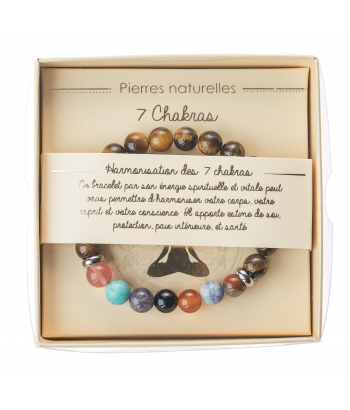 Pierres naturelles
7 Chakras
Harmonisation des 7 chakras
Ce bracelet par son énergie spirituelle et vitale peut
vous permettre d'harmoniser votre corps, votre
esprit et votre conscience. Il apporte estime de soi,
protection, paix intérieure, et santé